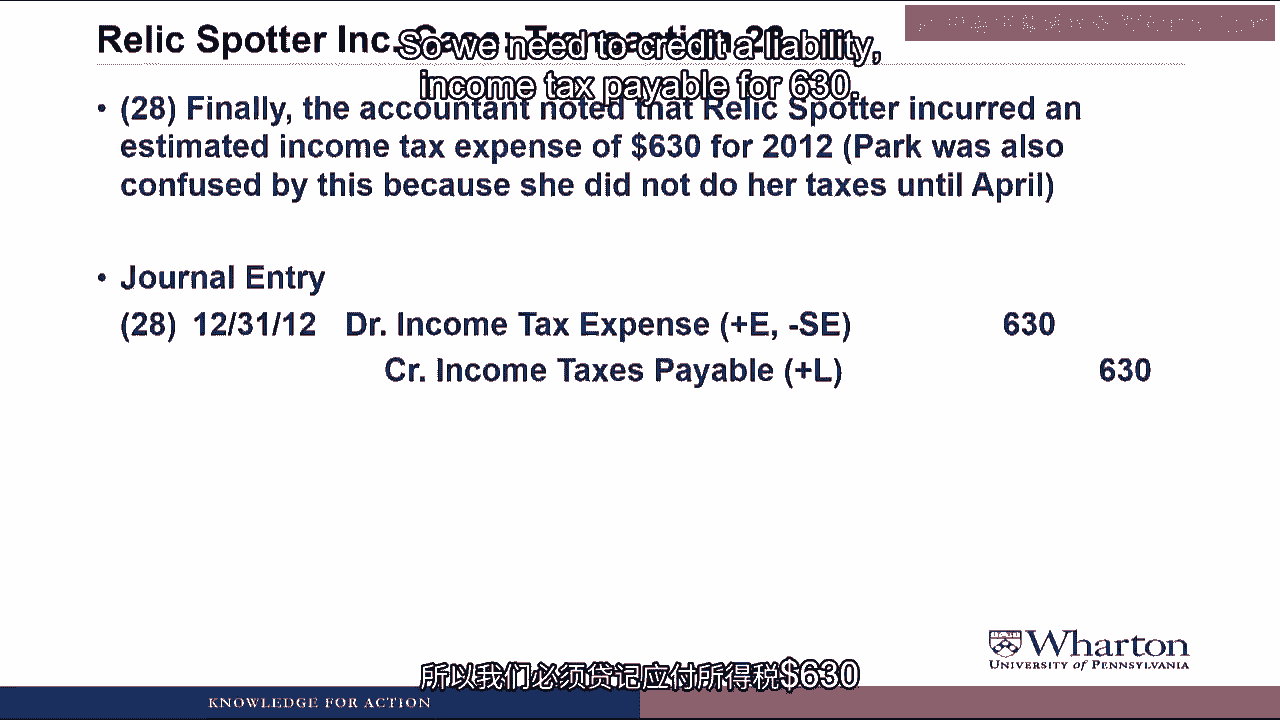 Relic Spotter Inc. Case: Transaction 28
So we need to credit a liability,
income tax payable for 630.
• (28) Finally, the accountant noted that Relic Spotter incurred an
estimated income tax expense of $630 for 2012 (Park was also
confused by this because she did not do her taxes until April)
• Journal Entry
(28) 12/31/12 Dr. Income Tax Expense (+E, -SE) 630
Cr. Income Taxes Payable (+L) 630
Wharton
UNIVERSITY of PENNSYLVANIA
所以我们必须贷记应付所得税$630
KNOWLEDGE FOR ACTION